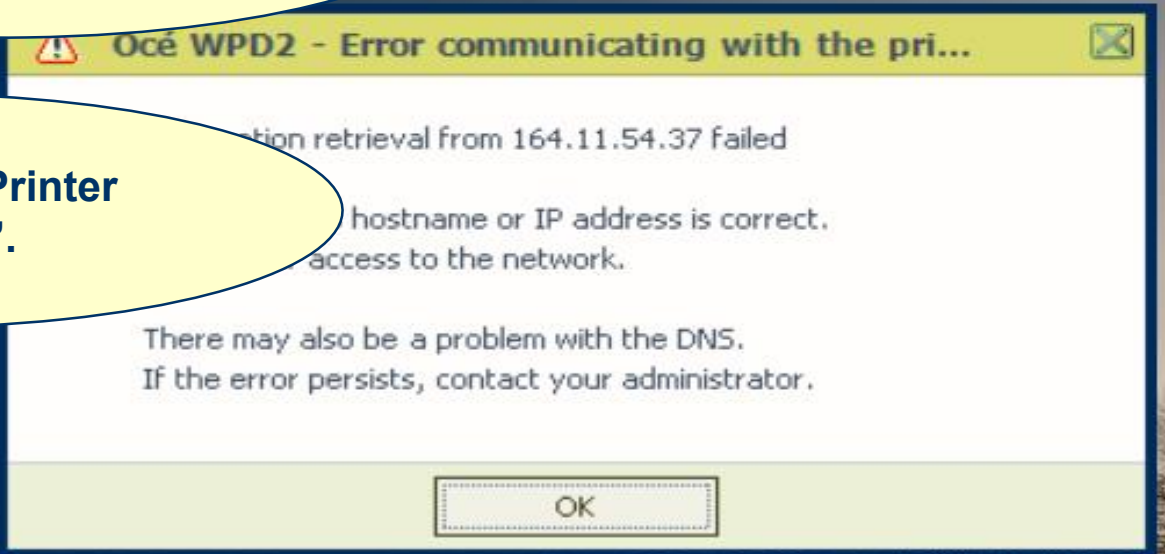 Océ WPD2 - Error communicating with the pri...
retrieval from 164.11.54.37 failed
Printer
".
hostname or IP address is correct.
access to the network.
There may also be a problem with the DNS.
If the error persists, contact your administrator.
OK